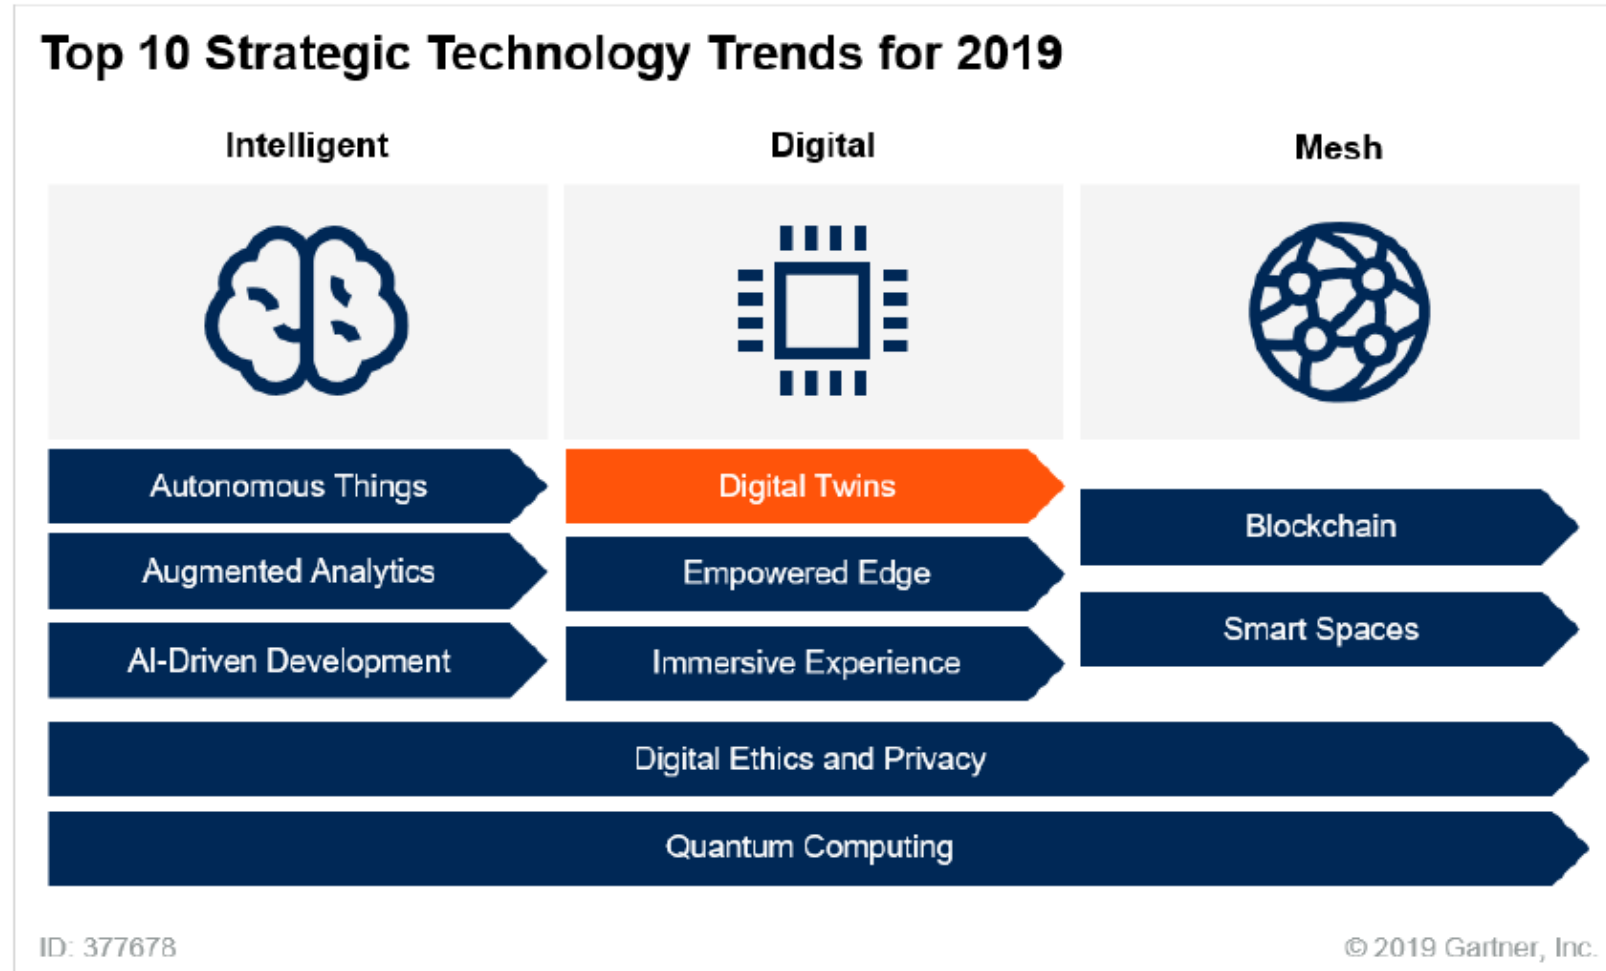 Top 10 Strategic Technology Trends for 2019
Intelligent
Digital
Mesh
Autonomous Things
Augmented Analytics
AI-Driven Development
Digital Twins
Empowered Edge
Immersive Experience
Blockchain
Smart Spaces
Digital Ethics and Privacy
Quantum Computing
ID: 377678
© 2019 Gartner, Inc.